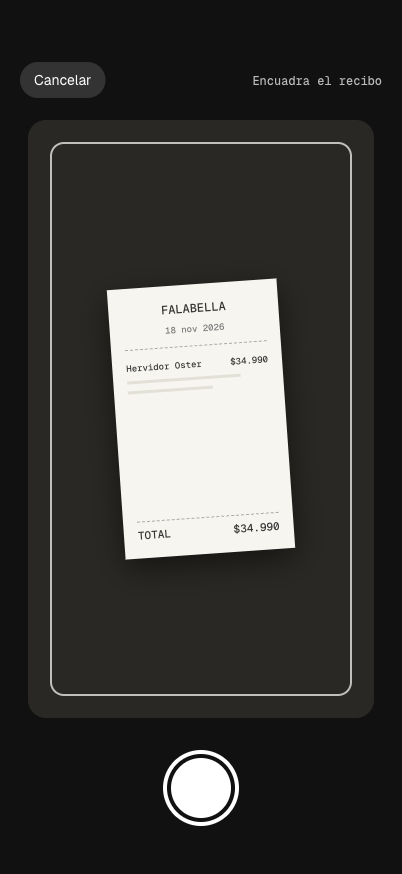 Cancelar
Encuadra el recibo
FALABELLA
18 nov 2026
Hervidor Oster $34.990
TOTAL $34.990